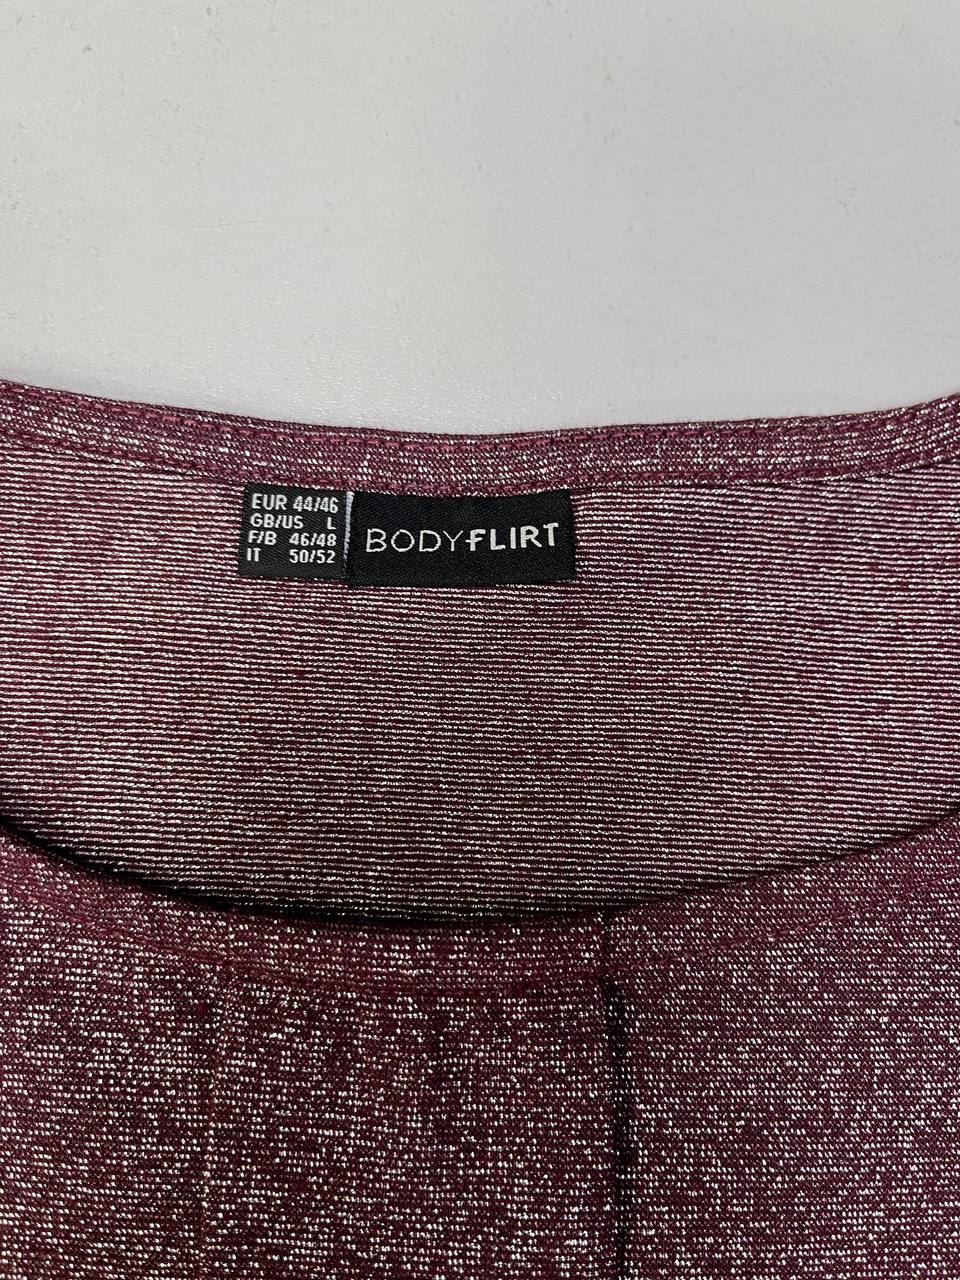 EUR 44/46
GB/US L
F/B 46/48
IT 50/52
BODYFLIRT